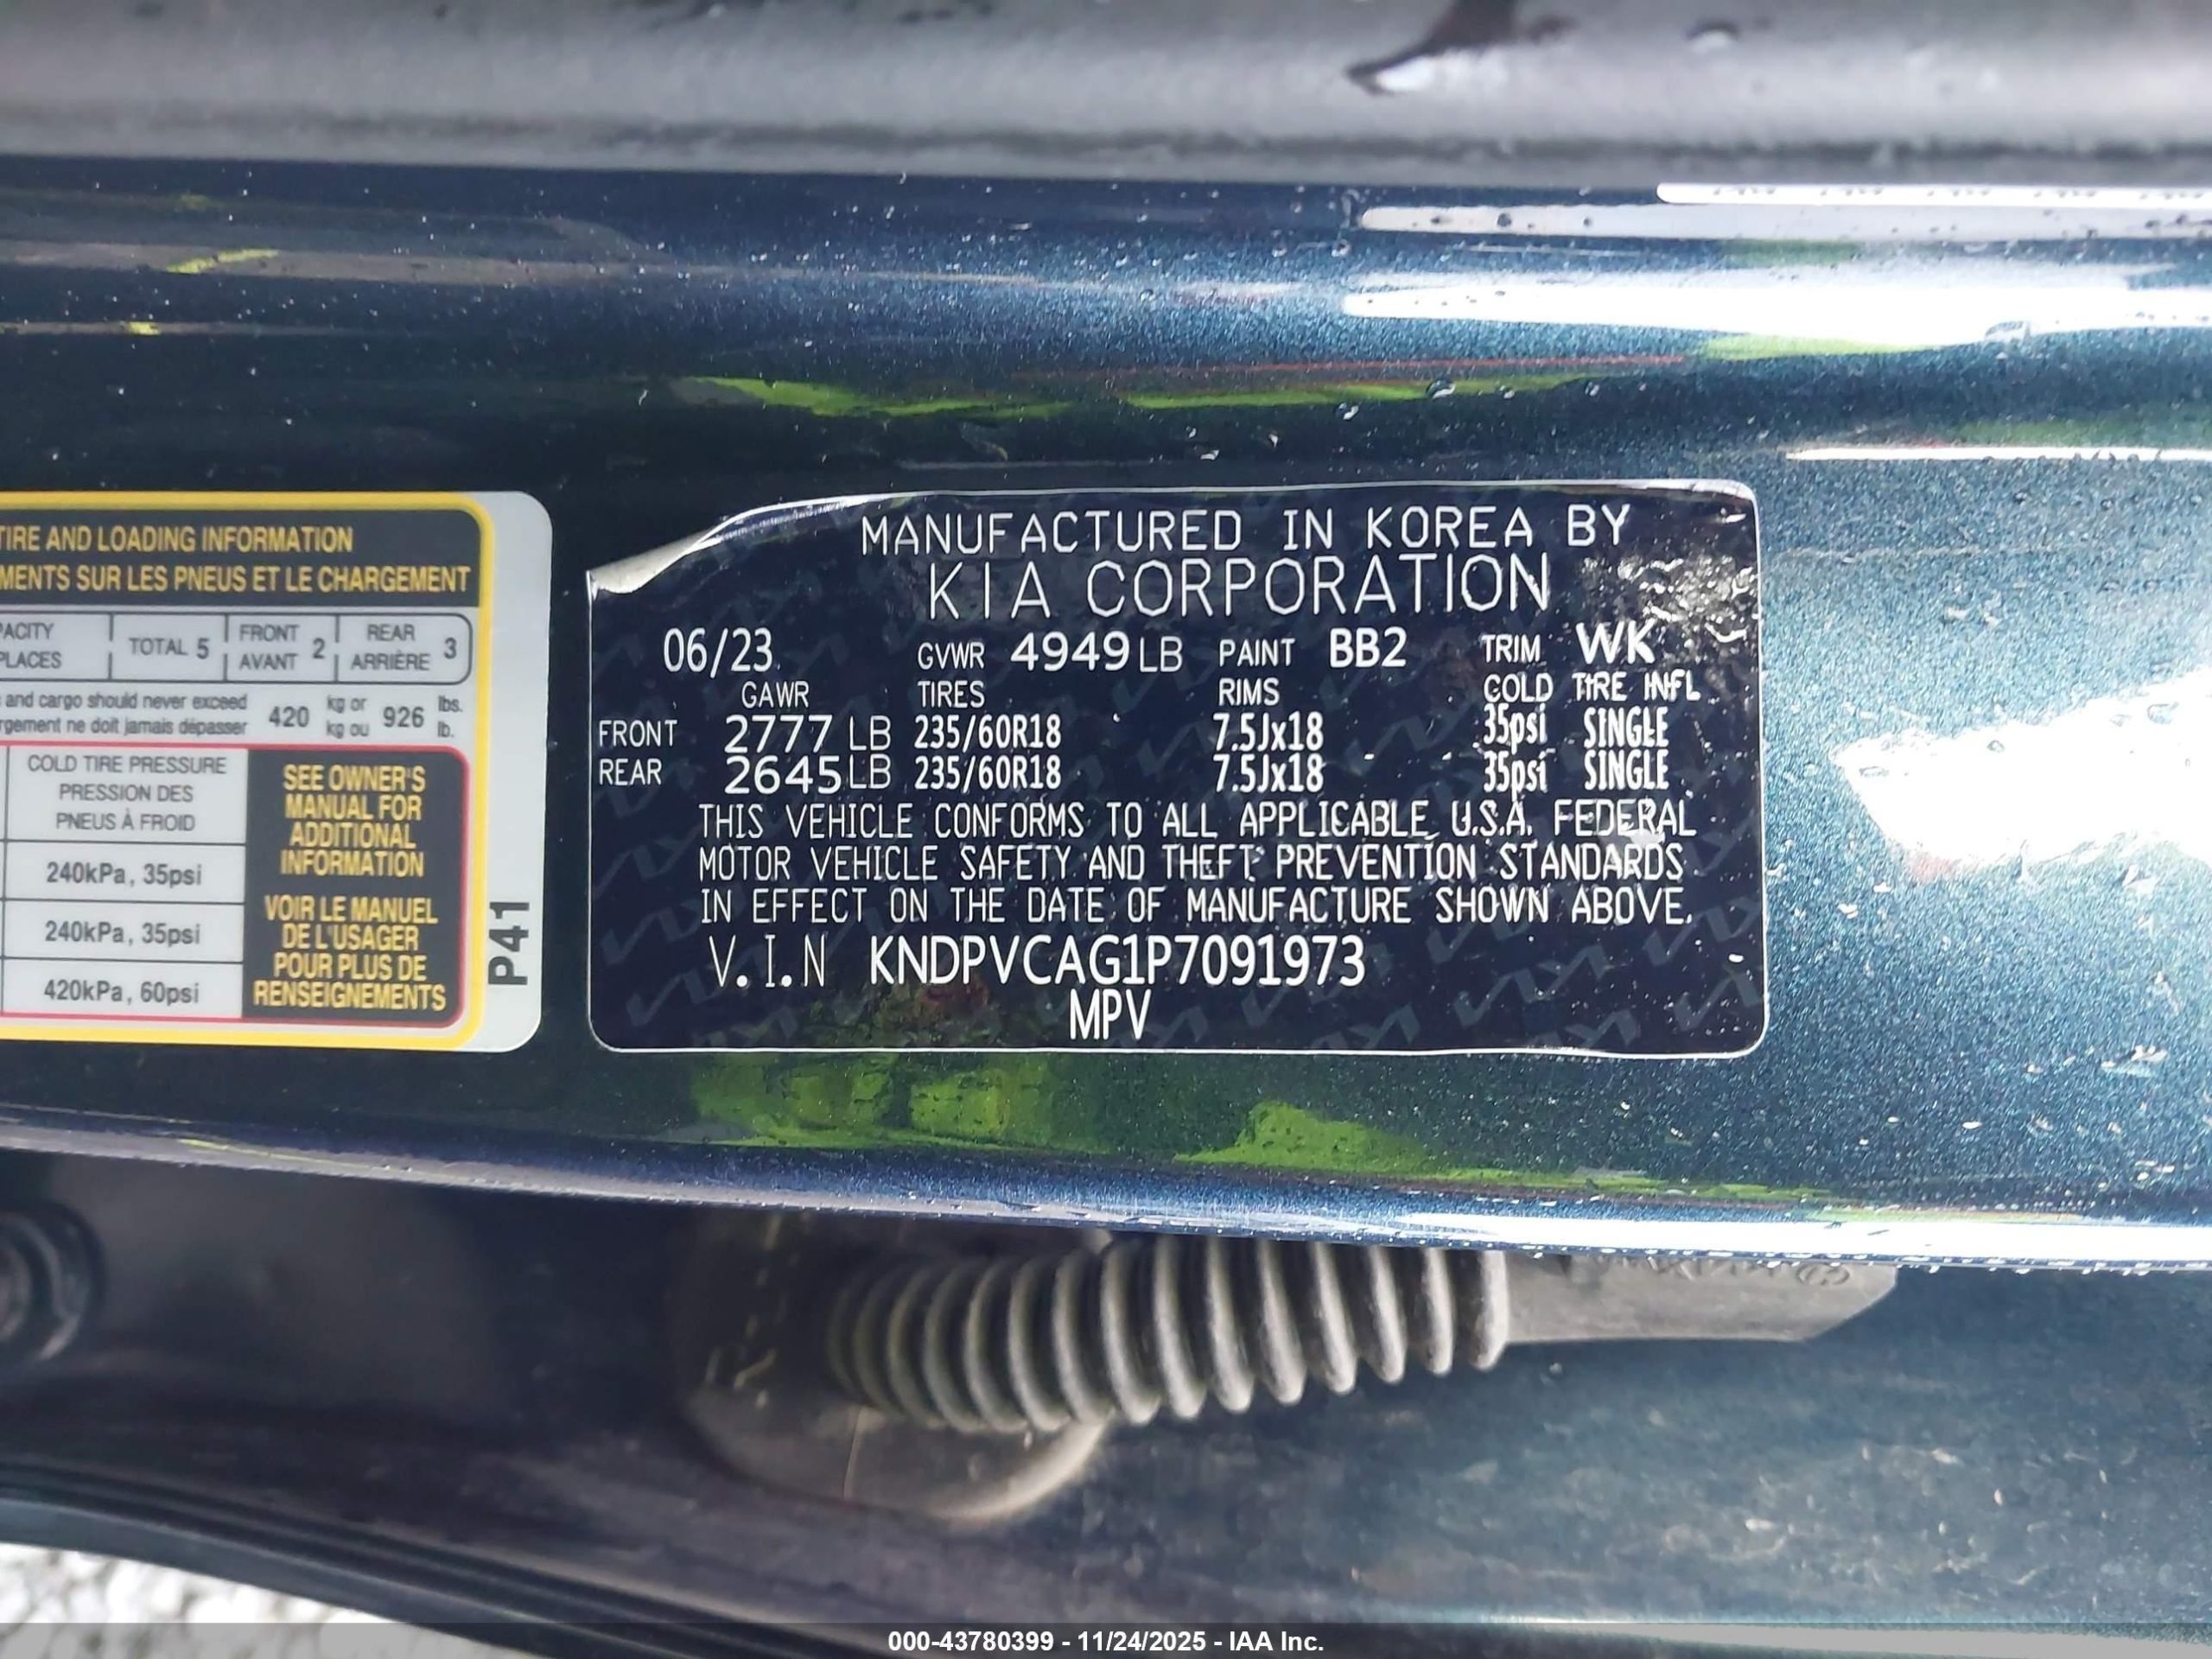 TIRE AND LOADING INFORMATION
MENTS SUR LES PNEUS ET LE CHARGEMENT
TOTAL 5 FRONT AVANT 2 REAR ARRIÈRE 3
PLACES
and cargo should never exceed
ne doit jamais dépasser
420 kg or kg ou 926 lbs. lb.
COLD TIRE PRESSURE
PRESSION DES
PNEUS À FROID
240kPa, 35psi
240kPa, 35psi
420kPa, 60psi
SEE OWNER'S
MANUAL FOR
ADDITIONAL
INFORMATION
VOIR LE MANUEL
DE L'USAGER
POUR PLUS DE
RENSEIGNEMENTS
P41
MANUFACTURED IN KOREA BY
KIA CORPORATION
06/23 GVWR 4949 LB PAINT BB2 TRIM WK
GAWR TIRES RIMS COLD TIRE INFL
FRONT 2777 LB 235/60R18 7.5Jx18 35psi SINGLE
REAR 2645 LB 235/60R18 7.5Jx18 35psi SINGLE
THIS VEHICLE CONFORMS TO ALL APPLICABLE U.S.A. FEDERAL
MOTOR VEHICLE SAFETY AND THEFT PREVENTION STANDARDS
IN EFFECT ON THE DATE OF MANUFACTURE SHOWN ABOVE.
V.I.N KNDPVCAG1P7091973
MPV
000-43780399 - 11/24/2025 - IAA Inc.